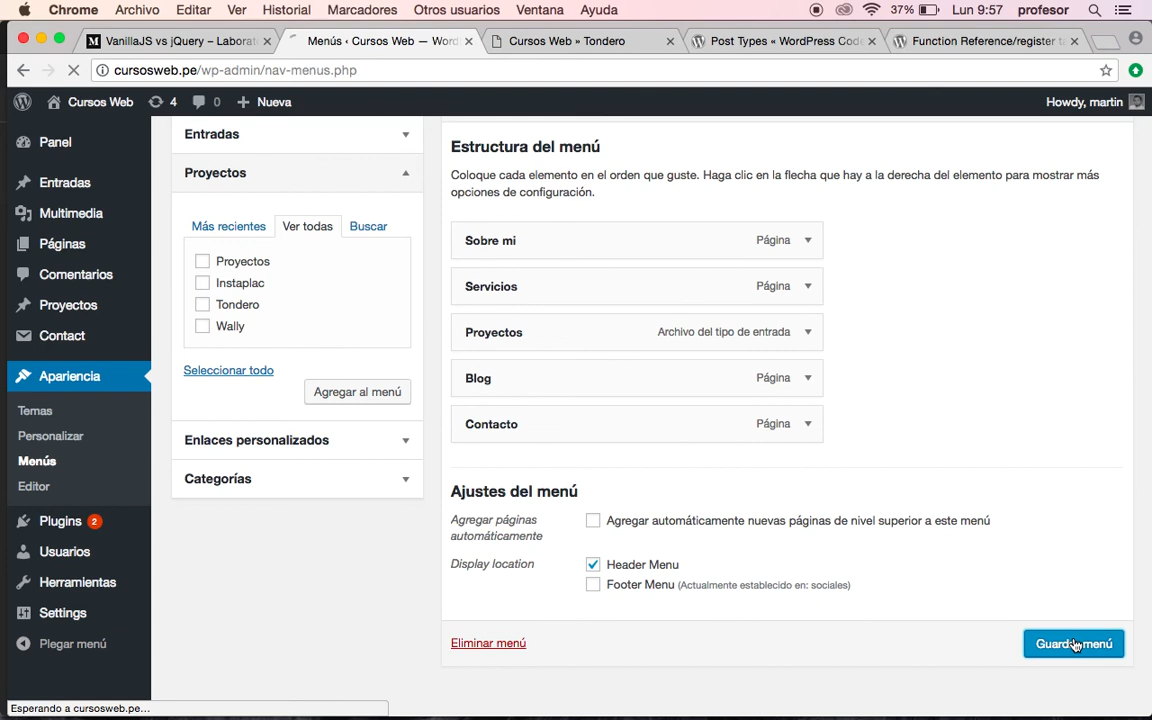 Chrome Archivo Editar Ver Historial Marcadores Otros usuarios Ventana Ayuda 37% Lun 9:57 profesor
VanillaJS vs jQuery – Laborat
Menús ‹ Cursos Web — Word
Cursos Web » Tondero
Post Types « WordPress Code
Function Reference/register ta
cursosweb.pe/wp-admin/nav-menus.php
Cursos Web 4 0 Nueva Howdy, martin
Panel
Entradas
Multimedia
Páginas
Comentarios
Proyectos
Contact
Apariencia
Temas
Personalizar
Menús
Editor
Plugins 2
Usuarios
Herramientas
Settings
Plegar menú
Entradas
Proyectos
Más recientes Ver todas Buscar
Proyectos
Instaplac
Tondero
Wally
Seleccionar todo
Agregar al menú
Enlaces personalizados
Categorías
Estructura del menú
Coloque cada elemento en el orden que guste. Haga clic en la flecha que hay a la derecha del elemento para mostrar más
opciones de configuración.
Sobre mi Página
Servicios Página
Proyectos Archivo del tipo de entrada
Blog Página
Contacto Página
Ajustes del menú
Agregar páginas
automáticamente
Agregar automáticamente nuevas páginas de nivel superior a este menú
Display location
Header Menu
Footer Menu (Actualmente establecido en: sociales)
Eliminar menú
Guardar menú
Esperando a cursosweb.pe...